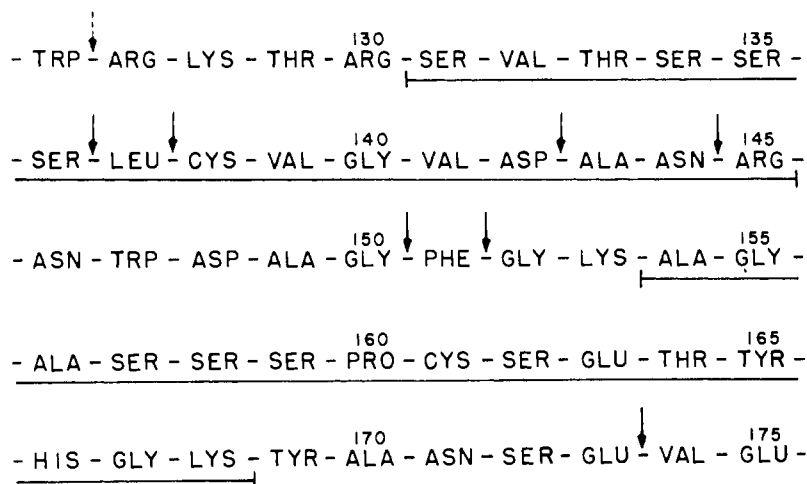 130 135
- TRP - ARG - LYS - THR - ARG - SER - VAL - THR - SER - SER -
140 145
- SER - LEU - CYS - VAL - GLY - VAL - ASP - ALA - ASN - ARG -
150 155
- ASN - TRP - ASP - ALA - GLY - PHE - GLY - LYS - ALA - GLY -
160 165
- ALA - SER - SER - SER - PRO - CYS - SER - GLU - THR - TYR -
170 175
- HIS - GLY - LYS - TYR - ALA - ASN - SER - GLU - VAL - GLU -